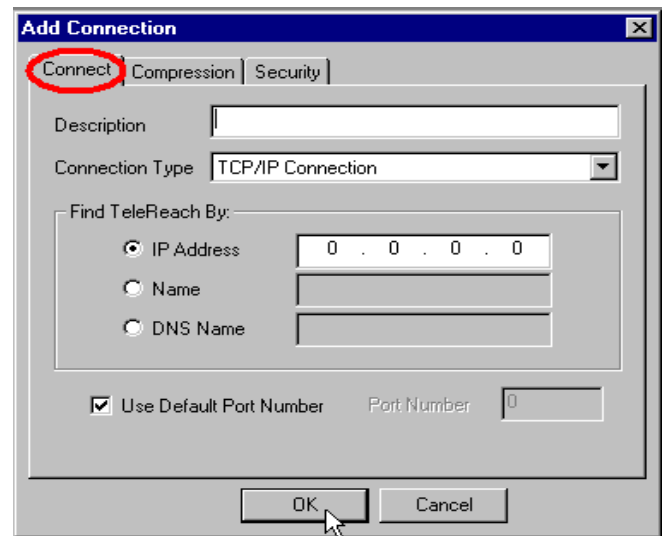 Add Connection
Connect Compression Security
Description
Connection Type TCP/IP Connection
Find TeleReach By:
IP Address 0 . 0 . 0 . 0
Name
DNS Name
Use Default Port Number Port Number 0
OK Cancel